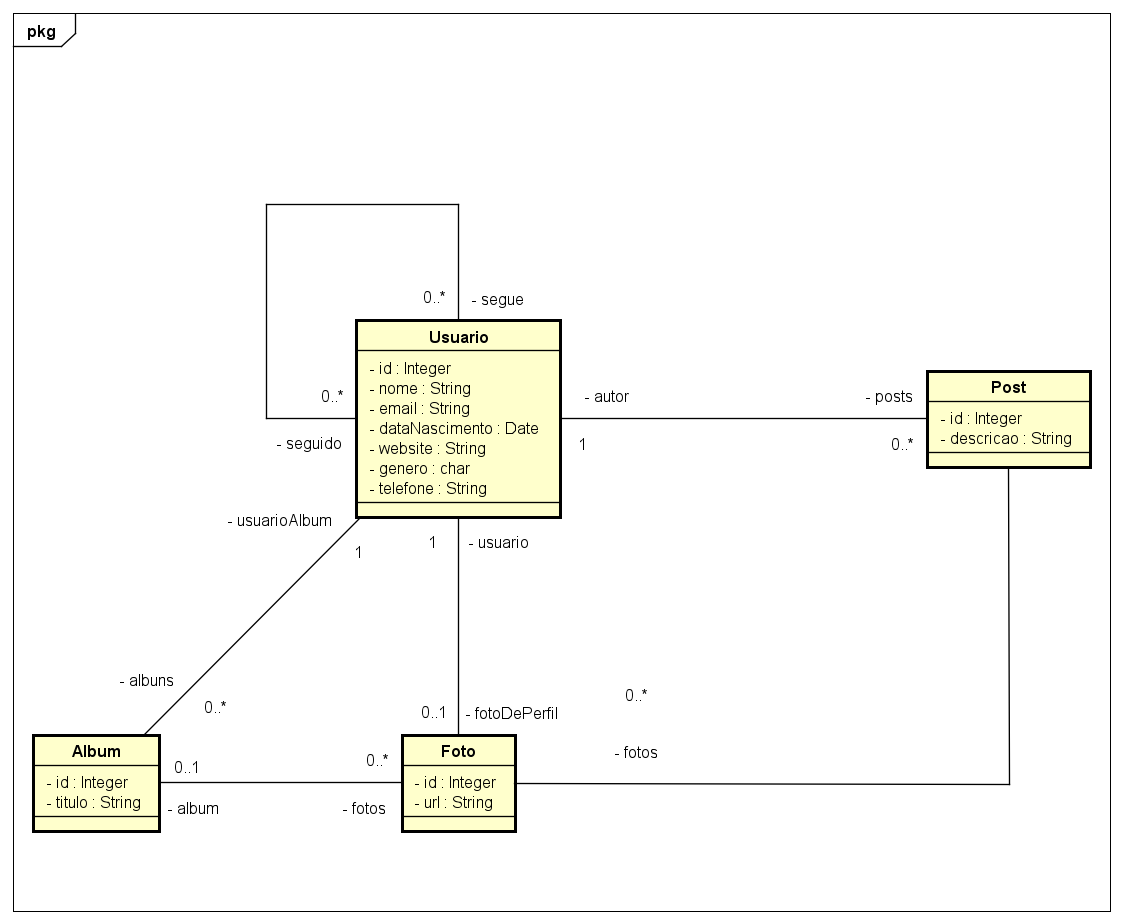 pkg
0..*
- segue
Usuario
- id : Integer
- nome : String
- email : String
- dataNascimento : Date
- website : String
- genero : char
- telefone : String
0..*
- seguido
- autor
1
- posts
0..*
Post
- id : Integer
- descricao : String
- usuarioAlbum
1
1
- usuario
- albuns
0..*
0..1
- fotoDePerfil
0..*
- fotos
Album
- id : Integer
- titulo : String
0..1
- album
0..*
- fotos
Foto
- id : Integer
- url : String